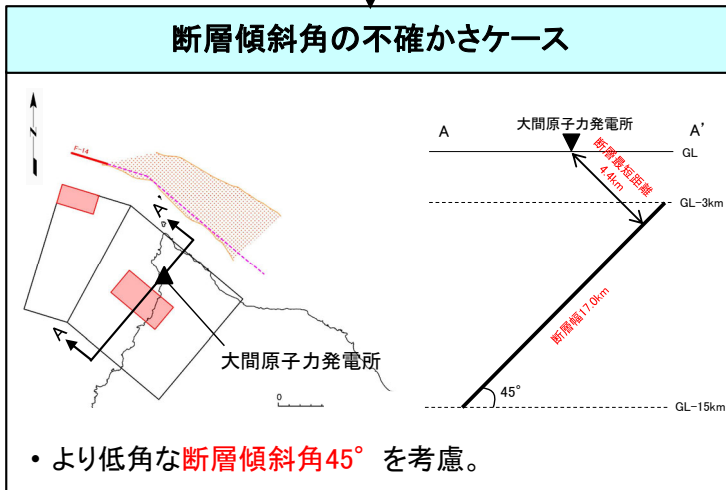 断層傾斜角の不確かさケース
N
F-14
A'
A
大間原子力発電所
0
A
大間原子力発電所
A'
GL
断層最短距離
4.4km
GL-3km
断層幅17.0km
45°
GL-15km
・より低角な断層傾斜角45°を考慮。